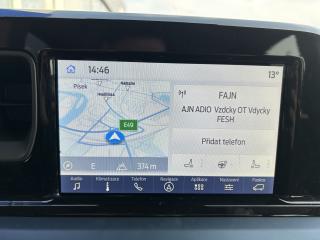 14:46
13°
Písek
E49
E
374 m
FAJN
AJN ADIO Vzdcky OT Vdycky
FESH
Přidat telefon
Audio
Klimatizace
Telefon
Navigace
Aplikace
Nastavení
Funkce